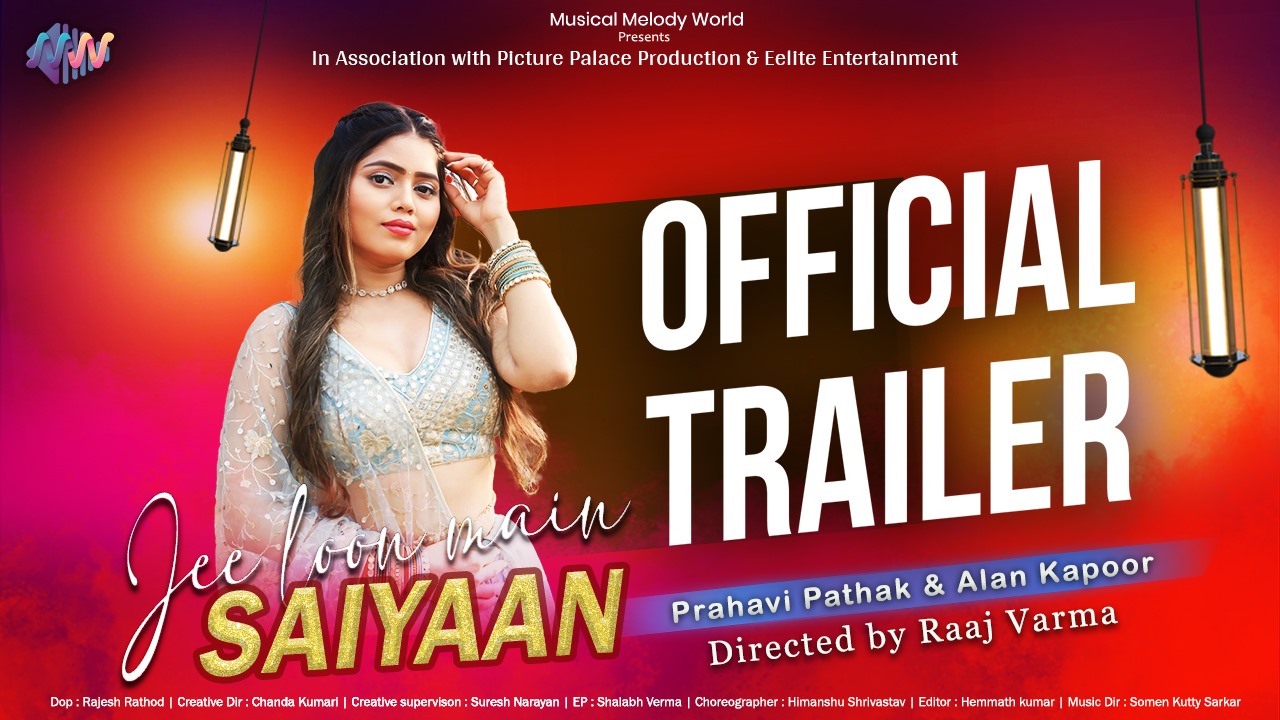 Musical Melody World
Presents
In Association with Picture Palace Production & Eelite Entertainment
OFFICIAL
TRAILER
Jee loon main
SAIYAAN
Prahavi Pathak & Alan Kapoor
Directed by Raaj Varma
Dop : Rajesh Rathod | Creative Dir : Chanda Kumari | Creative supervison : Suresh Narayan | EP : Shalabh Verma | Choreographer : Himanshu Shrivastav | Editor : Hemmath kumar | Music Dir : Somen Kutty Sarkar